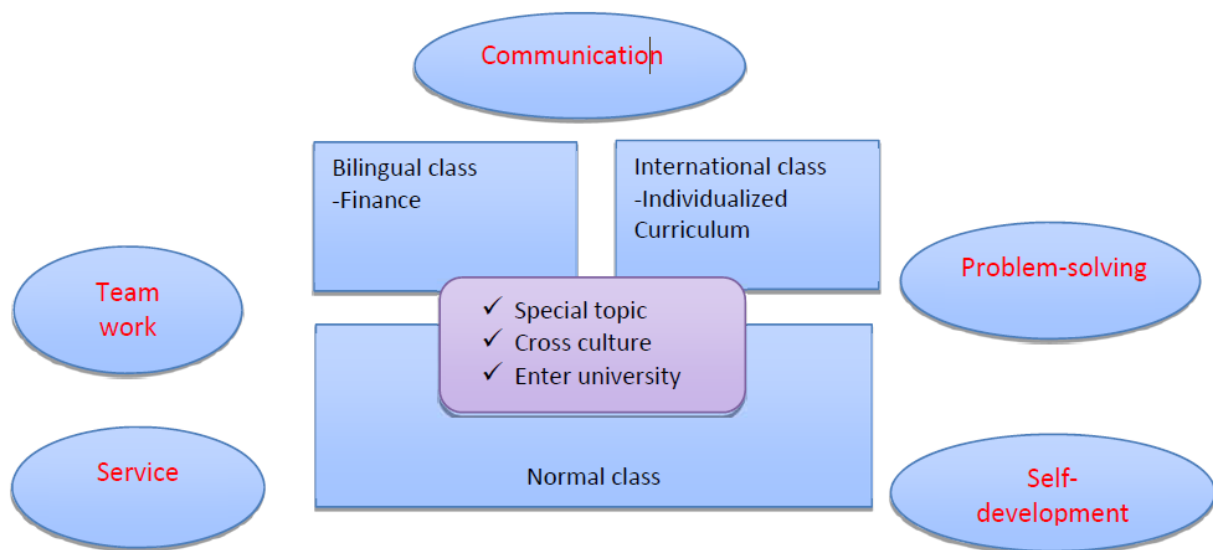 Communication
Bilingual class
-Finance
International class
-Individualized
Curriculum
Team
work
Problem-solving
✓ Special topic
✓ Cross culture
✓ Enter university
Service
Normal class
Self-
development